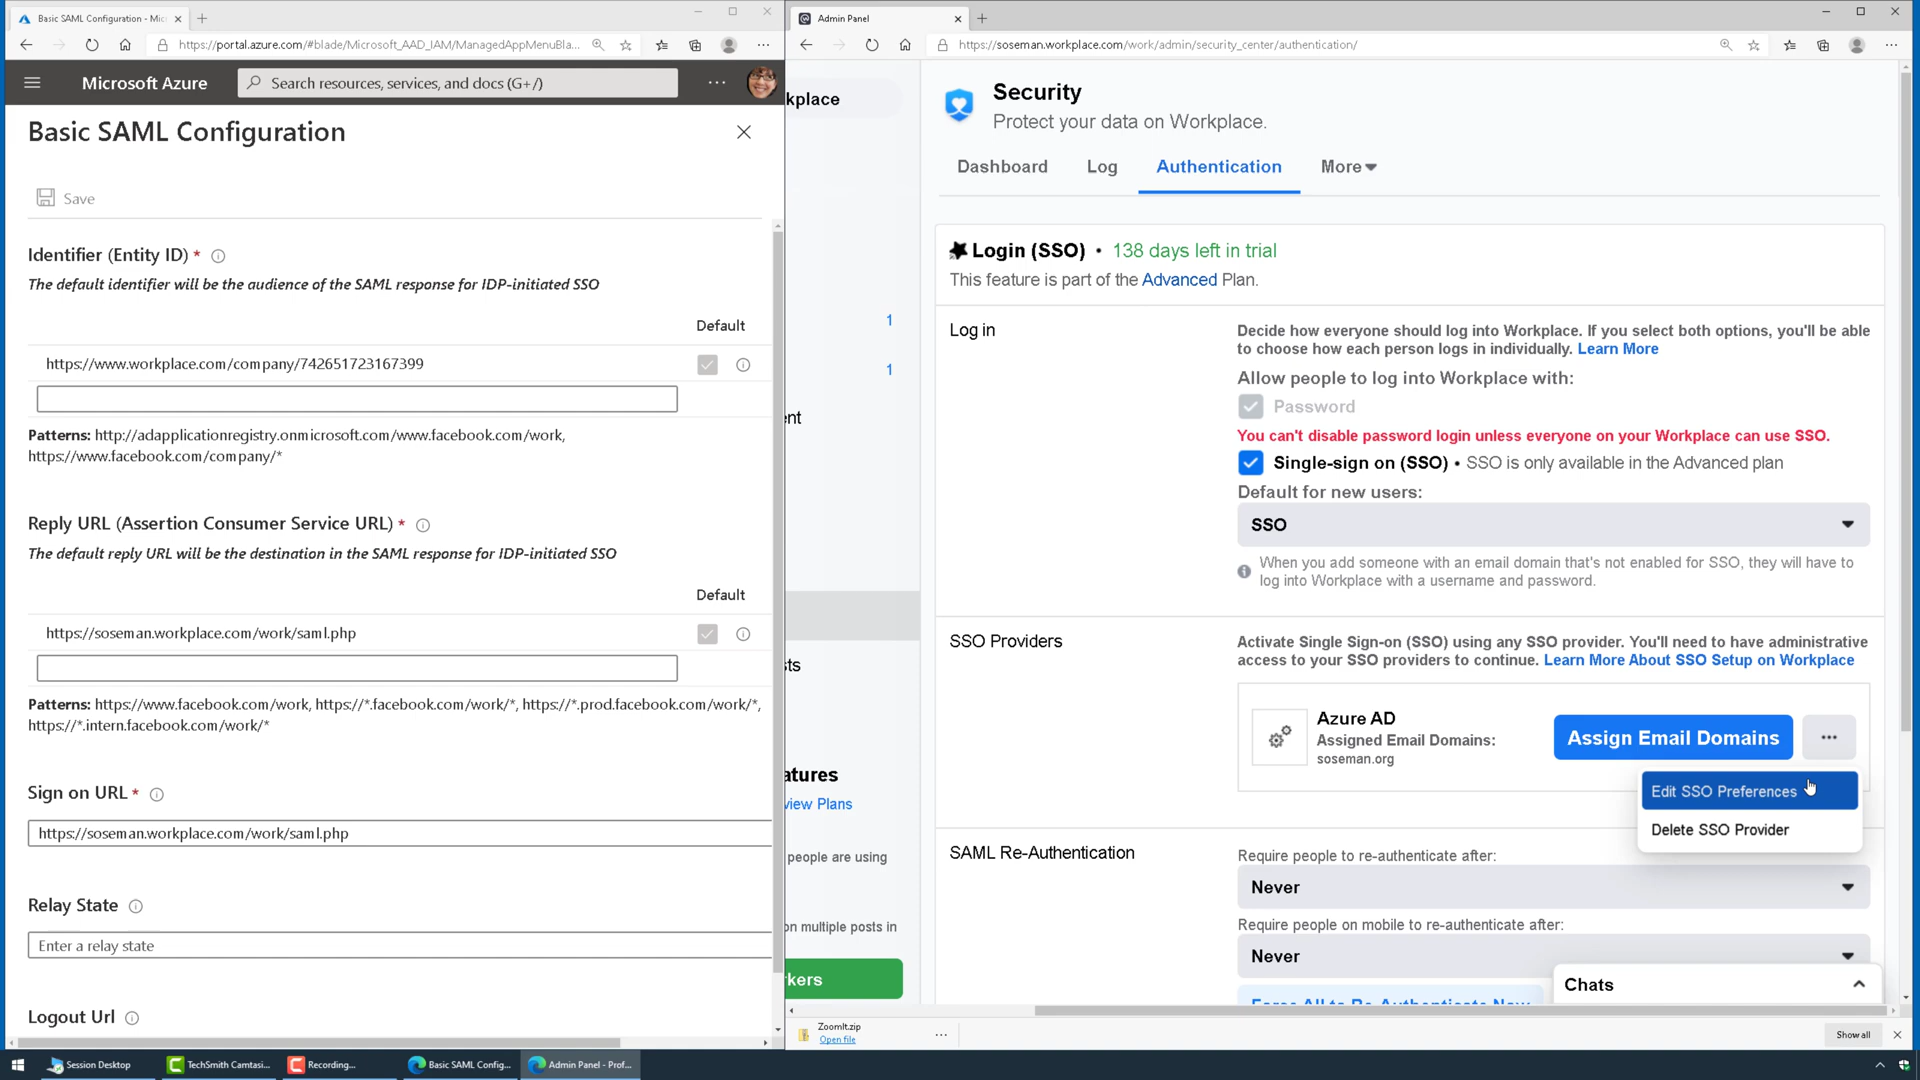 Basic SAML Configuration - Mic
https://portal.azure.com/#blade/Microsoft_AAD_IAM/ManagedAppMenuBla...
Microsoft Azure
Search resources, services, and docs (G+/)
Basic SAML Configuration
Save
Identifier (Entity ID) *
The default identifier will be the audience of the SAML response for IDP-initiated SSO
Default
https://www.workplace.com/company/742651723167399
Patterns: http://adapplicationregistry.onmicrosoft.com/www.facebook.com/work,
https://www.facebook.com/company/*
Reply URL (Assertion Consumer Service URL) *
The default reply URL will be the destination in the SAML response for IDP-initiated SSO
Default
https://soseman.workplace.com/work/saml.php
Patterns: https://www.facebook.com/work, https://*.facebook.com/work/*, https://*.prod.facebook.com/work/*,
https://*.intern.facebook.com/work/*
Sign on URL *
https://soseman.workplace.com/work/saml.php
Relay State
Enter a relay state
Logout Url
Admin Panel
https://soseman.workplace.com/work/admin/security_center/authentication/
kplace
1
1
nt
sts
atures
view Plans
people are using
on multiple posts in
kers
Security
Protect your data on Workplace.
Dashboard Log Authentication More
Login (SSO) • 138 days left in trial
This feature is part of the Advanced Plan.
Log in
Decide how everyone should log into Workplace. If you select both options, you'll be able
to choose how each person logs in individually. Learn More
Allow people to log into Workplace with:
Password
You can't disable password login unless everyone on your Workplace can use SSO.
Single-sign on (SSO) • SSO is only available in the Advanced plan
Default for new users:
SSO
When you add someone with an email domain that's not enabled for SSO, they will have to
log into Workplace with a username and password.
SSO Providers
Activate Single Sign-on (SSO) using any SSO provider. You'll need to have administrative
access to your SSO providers to continue. Learn More About SSO Setup on Workplace
Azure AD
Assigned Email Domains:
soseman.org
Assign Email Domains
Edit SSO Preferences
Delete SSO Provider
SAML Re-Authentication
Require people to re-authenticate after:
Never
Require people on mobile to re-authenticate after:
Never
Force All to Re-Authenticate Now
Chats
ZoomIt.zip
Open file
Show all
Session Desktop
TechSmith Camtasi...
Recording...
Basic SAML Config...
Admin Panel - Prof...